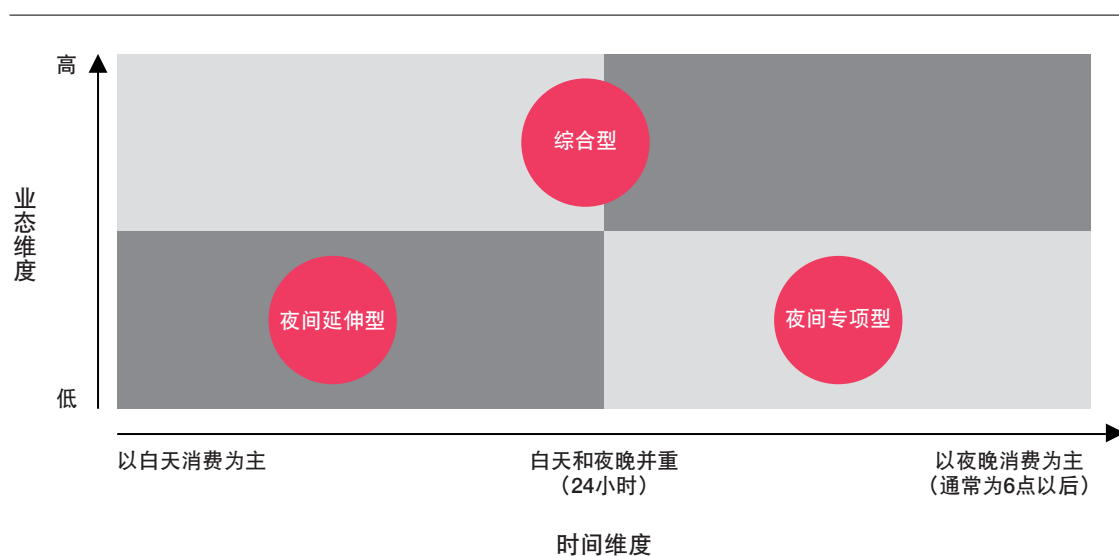 高
综合型
业态维度
夜间延伸型
夜间专项型
低
以白天消费为主
白天和夜晚并重
（24小时）
以夜晚消费为主
（通常为6点以后）
时间维度